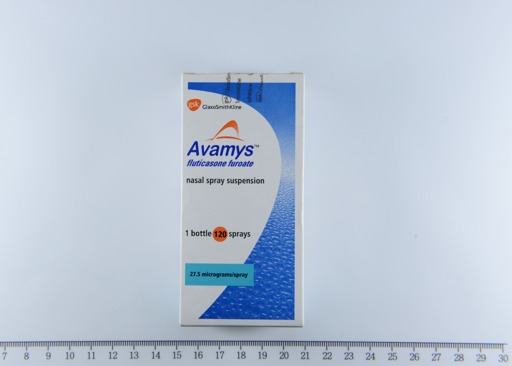 gsk GlaxoSmithKline
Avamys™
fluticasone furoate
nasal spray suspension
1 bottle 120 sprays
27.5 micrograms/spray
7 8 9 10 11 12 13 14 15 16 17 18 19 20 21 22 23 24 25 26 27 28 29 30